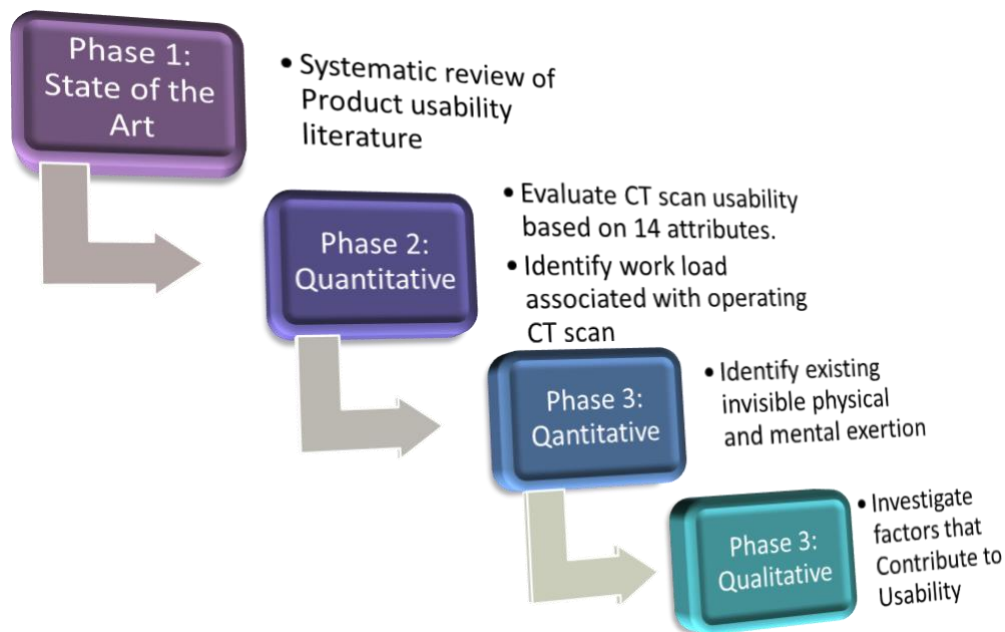 Phase 1:
State of the
Art
• Systematic review of
Product usability
literature
Phase 2:
Quantitative
• Evaluate CT scan usability
based on 14 attributes.
• Identify work load
associated with operating
CT scan
Phase 3:
Qantitative
• Identify existing
invisible physical
and mental exertion
Phase 3:
Qualitative
• Investigate
factors that
Contribute to
Usability